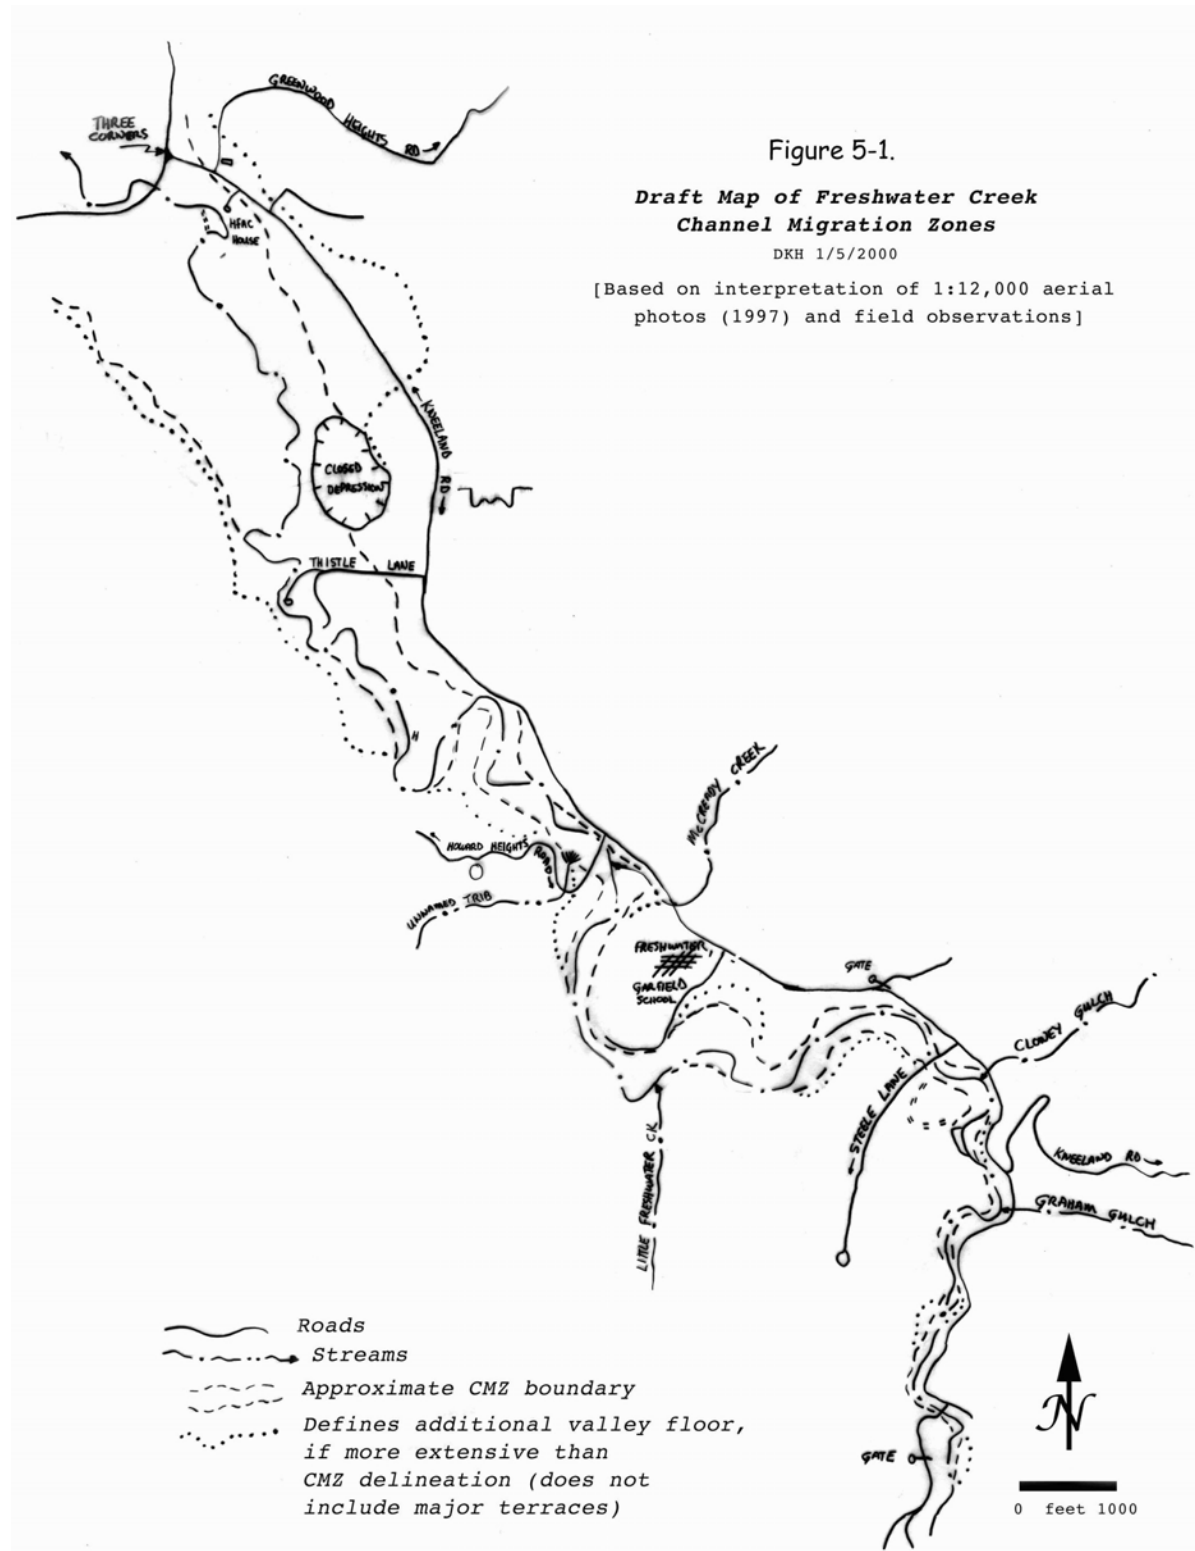 GREENWOOD HEIGHTS RD
THREE
CORNERS
Figure 5-1.
Draft Map of Freshwater Creek
Channel Migration Zones
DKH 1/5/2000
[Based on interpretation of 1:12,000 aerial
photos (1997) and field observations]
HFAC
HOUSE
KNEELAND RD
CLOSED
DEPRESSION
THISTLE LANE
H
McCREADY CREEK
HOWARD HEIGHTS ROAD
UNNAMED TRIB
FRESHWATER
GARFIELD
SCHOOL
GATE
CLONEY GULCH
STEELE LANE
KNEELAND RD
LITTLE FRESHWATER CK
GRAHAM GULCH
Roads
Streams
Approximate CMZ boundary
Defines additional valley floor,
if more extensive than
CMZ delineation (does not
include major terraces)
N
GATE
0 feet 1000